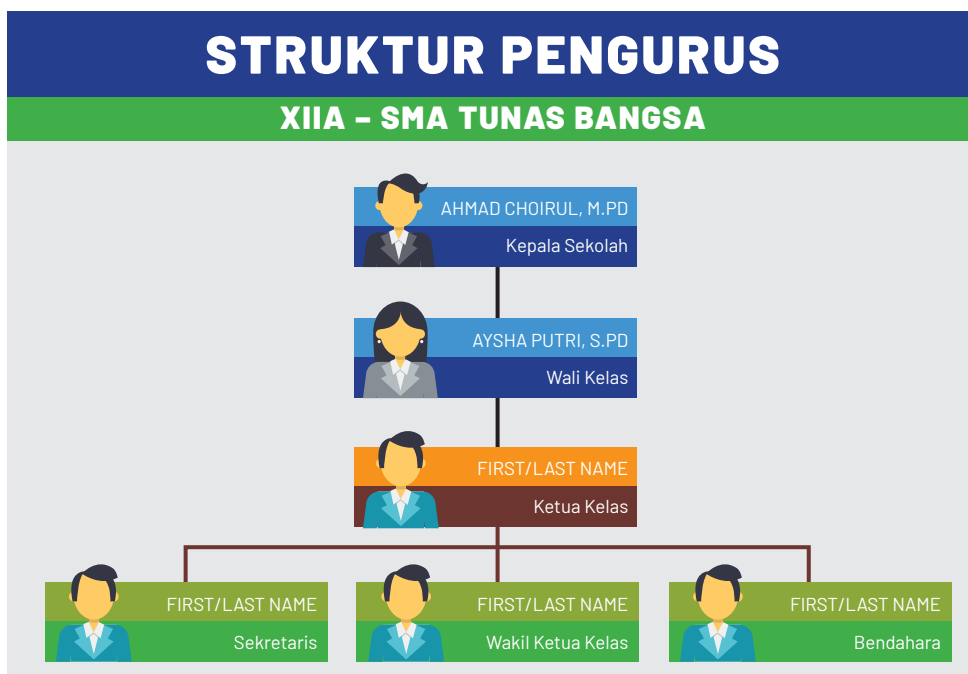 STRUKTUR PENGURUS
XIIA – SMA TUNAS BANGSA
AHMAD CHOIRUL, M.PD
Kepala Sekolah
AYSHA PUTRI, S.PD
Wali Kelas
FIRST/LAST NAME
Ketua Kelas
FIRST/LAST NAME
Sekretaris
FIRST/LAST NAME
Wakil Ketua Kelas
FIRST/LAST NAME
Bendahara